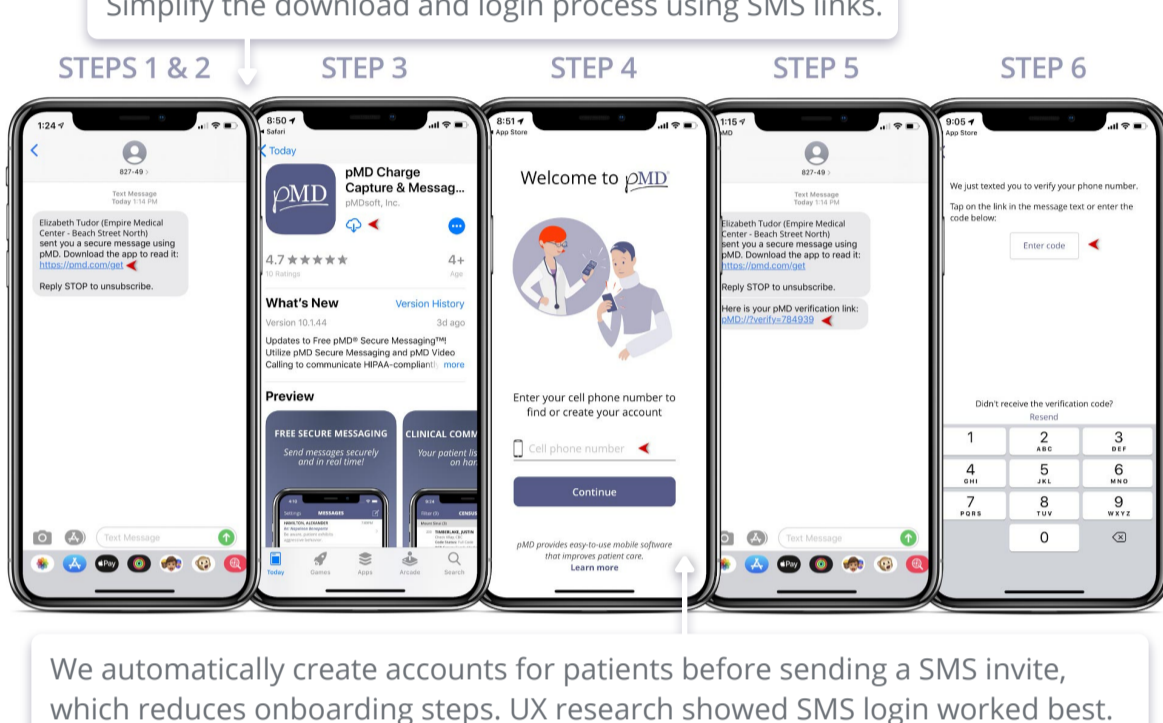 Simplify the download and login process using SMS links.
STEPS 1 & 2
STEP 3
STEP 4
STEP 5
STEP 6
1:24
827-49
Text Message
Today 1:14 PM
Elizabeth Tudor (Empire Medical
Center - Beach Street North)
sent you a secure message using
pMD. Download the app to read it:
https://pmd.com/get
Reply STOP to unsubscribe.
Text Message
Pay
8:50
Safari
Today
pMD
pMD Charge
Capture & Messag...
pMDsoft, Inc.
4.7 ★★★★★
4+
10 Ratings
Age
What's New
Version History
Version 10.1.44
3d ago
Updates to Free pMD® Secure Messaging™!
Utilize pMD Secure Messaging and pMD Video
Calling to communicate HIPAA-compliantly more
Preview
FREE SECURE MESSAGING
Send messages securely
and in real time!
Settings MESSAGES
HAMILTON, ALEXANDER
CLINICAL COMM
Your patient lis
on han
CENSUS
TIMBERLAKE, JUSTIN
Today
Games
Apps
Arcade
Search
8:51
App Store
Welcome to pMD
Enter your cell phone number to
find or create your account
Cell phone number
Continue
pMD provides easy-to-use mobile software
that improves patient care.
Learn more
1:15
MD
827-49
Text Message
Today 1:14 PM
Elizabeth Tudor (Empire Medical
Center - Beach Street North)
sent you a secure message using
pMD. Download the app to read it:
https://pmd.com/get
Reply STOP to unsubscribe.
Here is your pMD verification link:
pMD://?verify=784939
Text Message
Pay
9:05
App Store
We just texted you to verify your phone number.
Tap on the link in the message text or enter the
code below:
Enter code
Didn't receive the verification code?
Resend
1
2
ABC
3
DEF
4
GHI
5
JKL
6
MNO
7
PQRS
8
TUV
9
WXYZ
0
We automatically create accounts for patients before sending a SMS invite,
which reduces onboarding steps. UX research showed SMS login worked best.